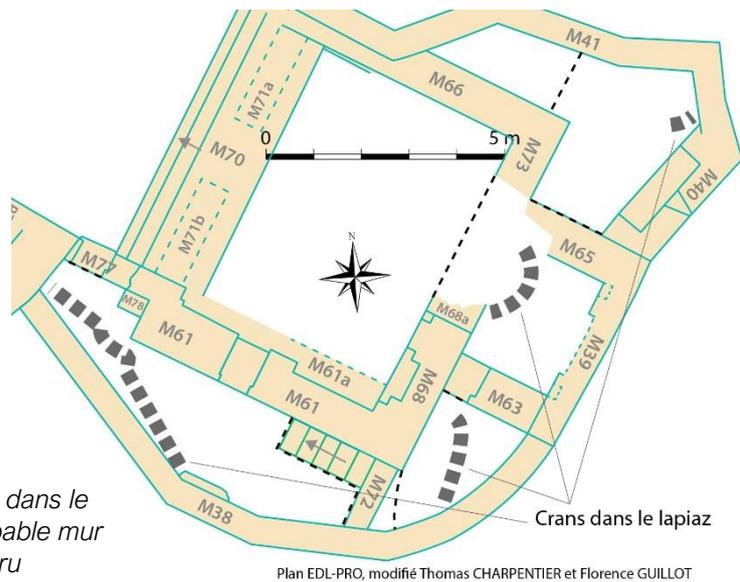 M41
M66
M71a
0
5 m
M73
M70
M40
M71b
N
M65
M77
M78
M68a
M61
M39
M61a
M68
M61
M63
M72
M38
dans le
able mur
ru
Crans dans le lapiaz
Plan EDL-PRO, modifié Thomas CHARPENTIER et Florence GUILLOT